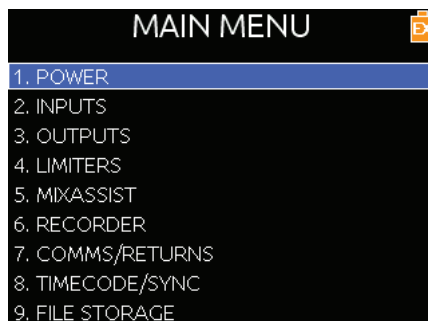 MAIN MENU
1. POWER
2. INPUTS
3. OUTPUTS
4. LIMITERS
5. MIXASSIST
6. RECORDER
7. COMMS/RETURNS
8. TIMECODE/SYNC
9. FILE STORAGE